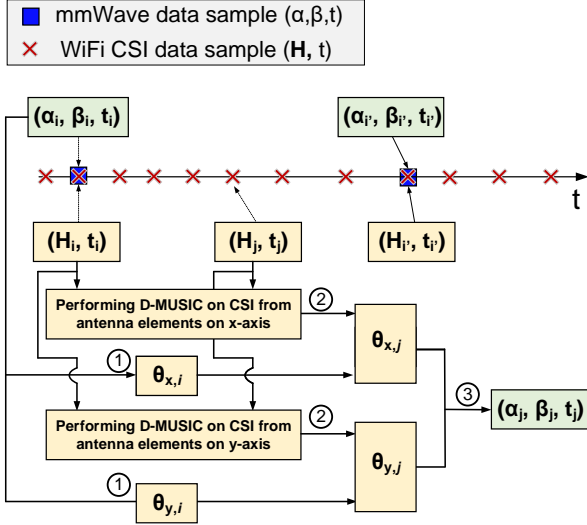 mmWave data sample (α,β,t)
WiFi CSI data sample (H, t)
(αi, βi, ti)
(αi', βi', ti')
t
(Hi, ti)
(Hj, tj)
(Hi', ti')
Performing D-MUSIC on CSI from
antenna elements on x-axis
2
θx,j
1
θx,i
3
(αj, βj, tj)
Performing D-MUSIC on CSI from
antenna elements on y-axis
2
θy,j
1
θy,i